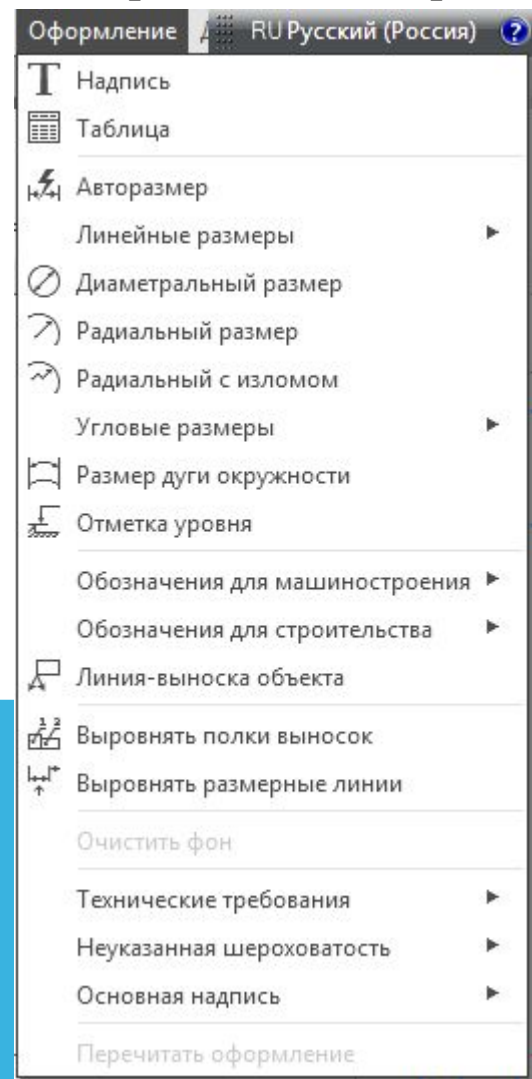 Оформление Д RU Русский (Россия) ?
Надпись
Таблица
Авторазмер
Линейные размеры
Диаметральный размер
Радиальный размер
Радиальный с изломом
Угловые размеры
Размер дуги окружности
Отметка уровня
Обозначения для машиностроения
Обозначения для строительства
Линия-выноска объекта
Выровнять полки выносок
Выровнять размерные линии
Очистить фон
Технические требования
Неуказанная шероховатость
Основная надпись
Перечитать оформление